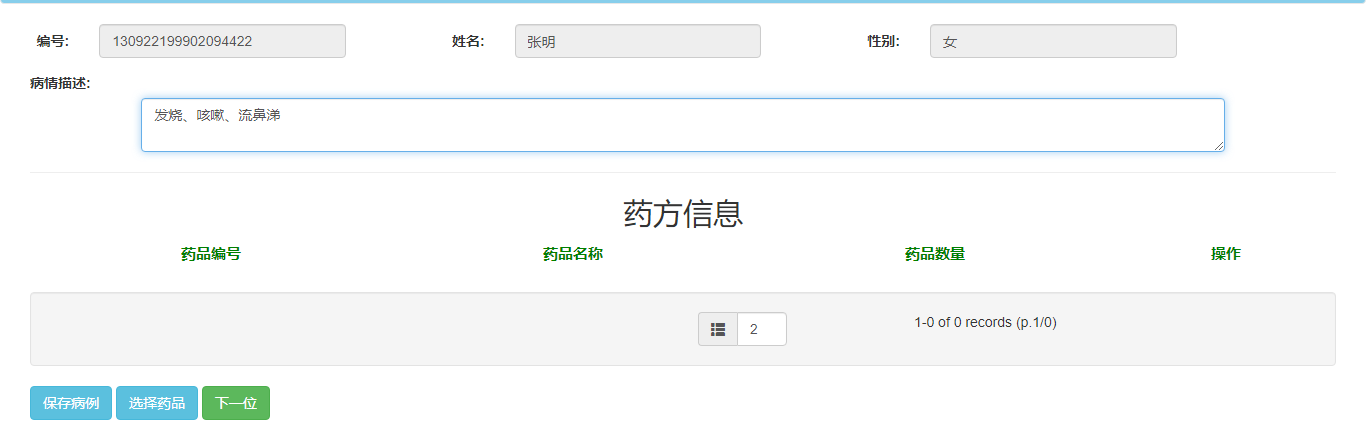 编号: 130922199902094422 姓名: 张明 性别: 女
病情描述:
发烧、咳嗽、流鼻涕
药方信息
药品编号 药品名称 药品数量 操作
2 1-0 of 0 records (p.1/0)
保存病例 选择药品 下一位